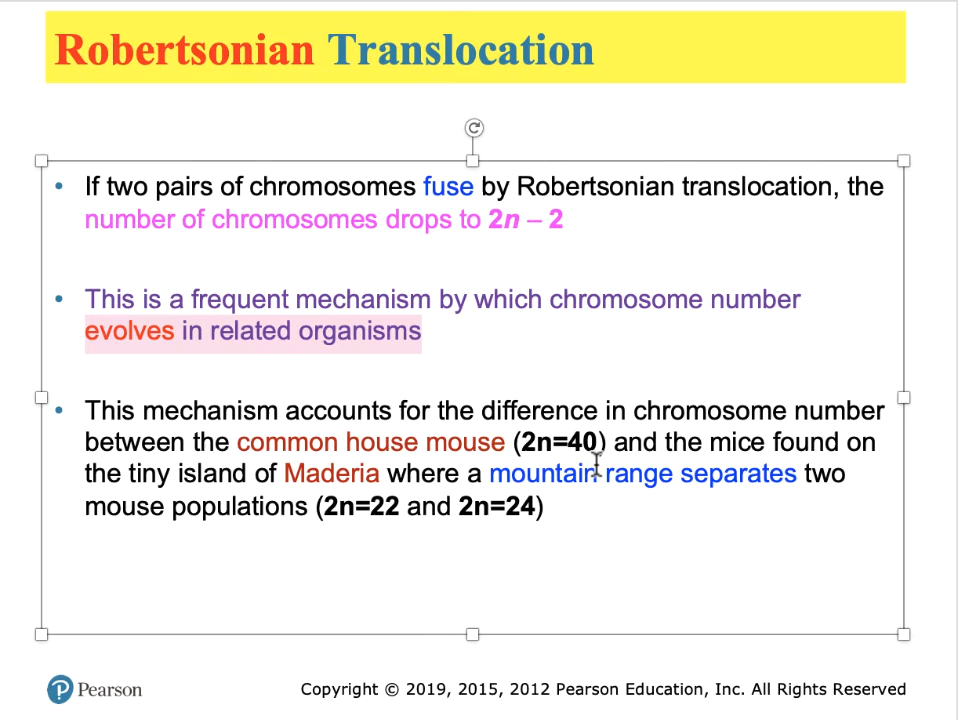 Robertsonian Translocation
• If two pairs of chromosomes fuse by Robertsonian translocation, the
number of chromosomes drops to 2n – 2
• This is a frequent mechanism by which chromosome number
evolves in related organisms
• This mechanism accounts for the difference in chromosome number
between the common house mouse (2n=40) and the mice found on
the tiny island of Maderia where a mountain range separates two
mouse populations (2n=22 and 2n=24)
Pearson
Copyright © 2019, 2015, 2012 Pearson Education, Inc. All Rights Reserved